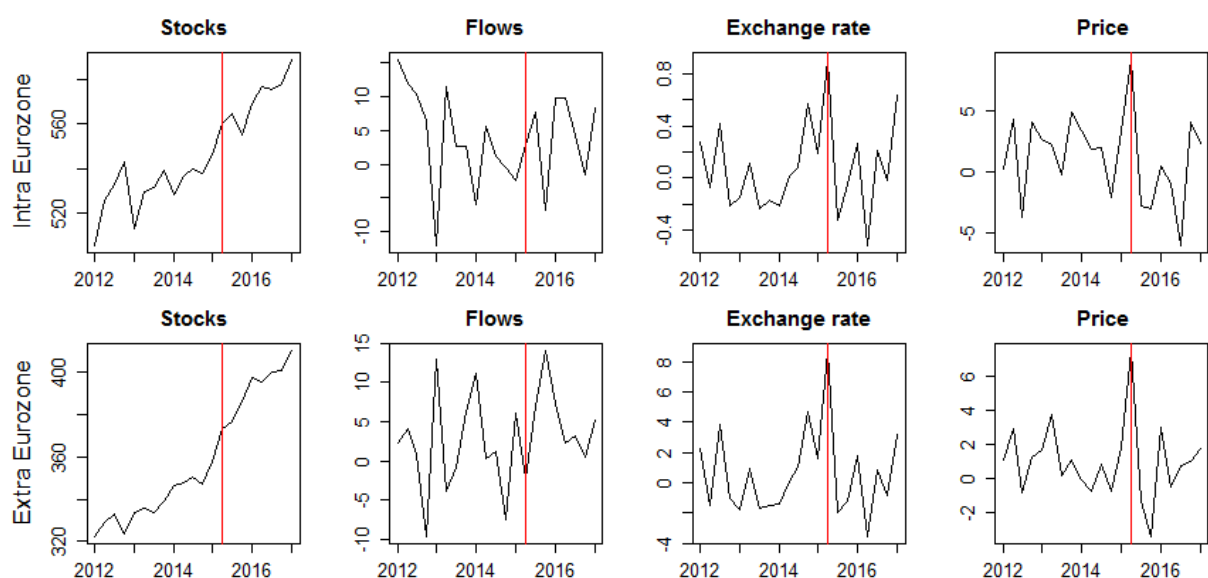 Stocks Flows Exchange rate Price
Intra Eurozone
520 560
-10 0 5 10
-0.4 0.0 0.4 0.8
-5 0 5
2012 2014 2016 2012 2014 2016 2012 2014 2016 2012 2014 2016
Stocks Flows Exchange rate Price
Extra Eurozone
320 360 400
-10 -5 0 5 10 15
-4 0 2 4 6 8
-2 0 2 4 6
2012 2014 2016 2012 2014 2016 2012 2014 2016 2012 2014 2016